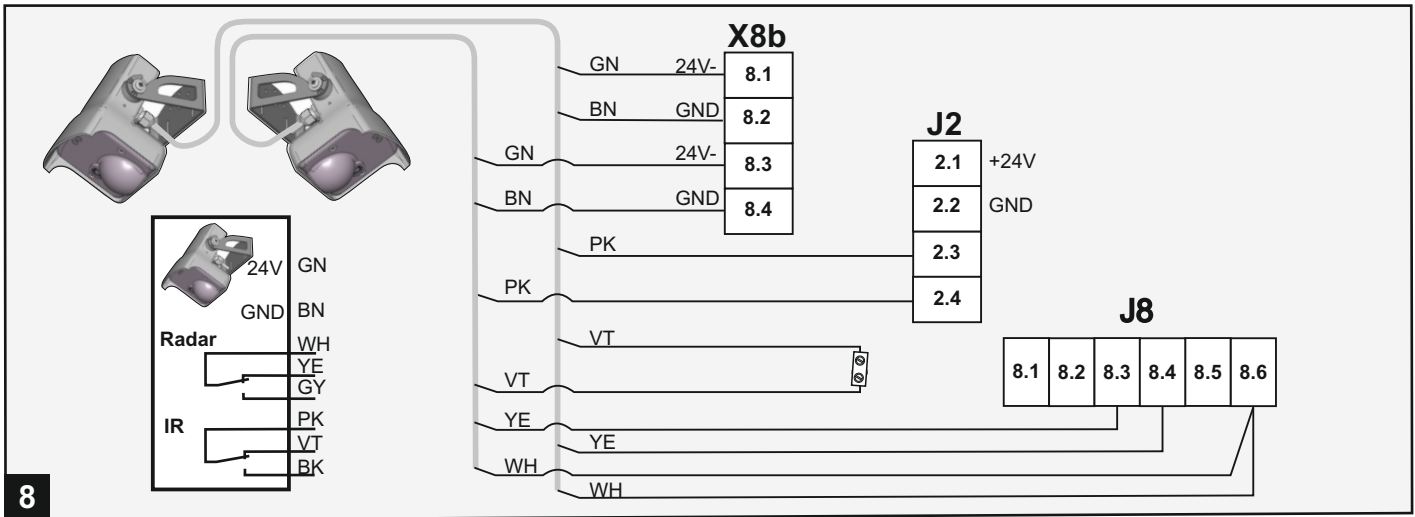 X8b
GN 24V- 8.1
BN GND 8.2
GN 24V- 8.3
BN GND 8.4
J2
2.1 +24V
2.2 GND
PK 2.3
PK 2.4
J8
8.1 8.2 8.3 8.4 8.5 8.6
VT
VT
YE
YE
WH
WH
24V GN
GND BN
Radar
WH
YE
GY
IR
PK
VT
BK
8